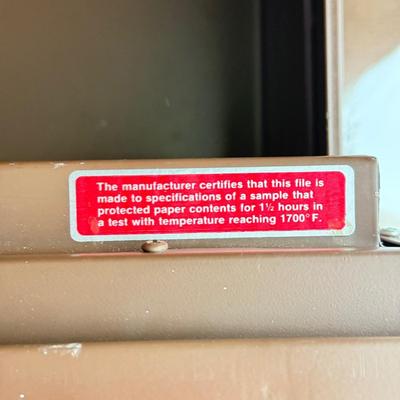 The manufacturer certifies that this file is
made to specifications of a sample that
protected paper contents for 1½ hours in
a test with temperature reaching 1700° F.